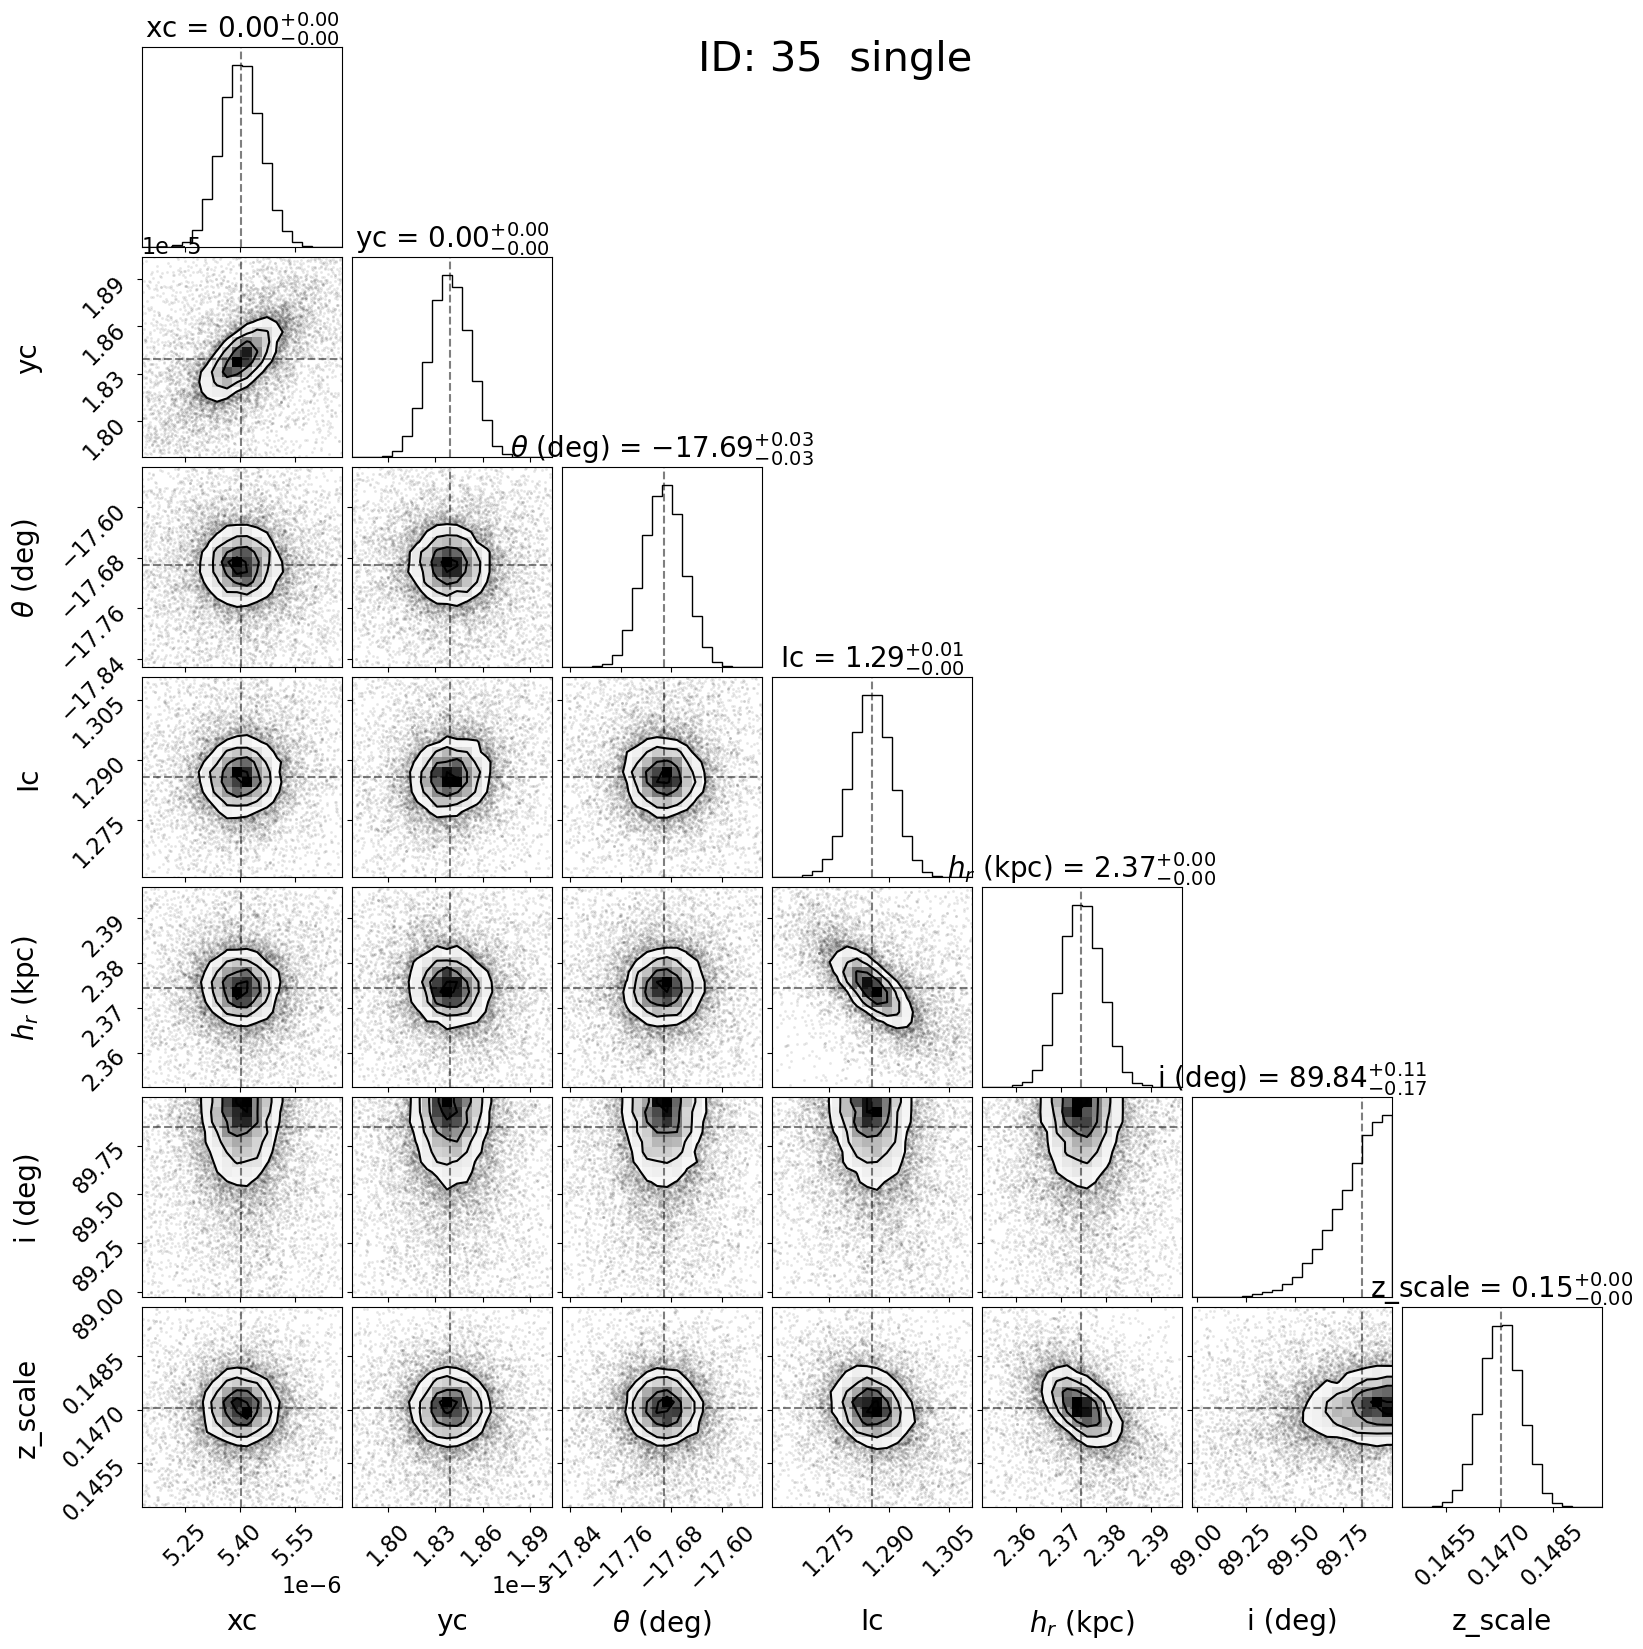 xc = 0.00+0.00−0.00
ID: 35  single
1e−5
yc = 0.00+0.00−0.00
yc
1.89
1.86
1.83
1.80
θ (deg) = −17.69+0.03−0.03
θ (deg)
−17.60
−17.68
−17.76
−17.84
Ic = 1.29+0.01−0.00
Ic
1.305
1.290
1.275
h_r (kpc) = 2.37+0.00−0.00
h_r (kpc)
2.39
2.38
2.37
2.36
i (deg) = 89.84+0.11−0.17
i (deg)
89.75
89.50
89.25
89.00
z_scale = 0.15+0.00−0.00
z_scale
0.1485
0.1470
0.1455
5.25 5.40 5.55 1.80 1.83 1.86 1.89 −17.84 −17.76 −17.68 −17.60 1.275 1.290 1.305 2.36 2.37 2.38 2.39 89.00 89.25 89.50 89.75 0.1455 0.1470 0.1485
1e−6 1e−5
xc yc θ (deg) Ic h_r (kpc) i (deg) z_scale